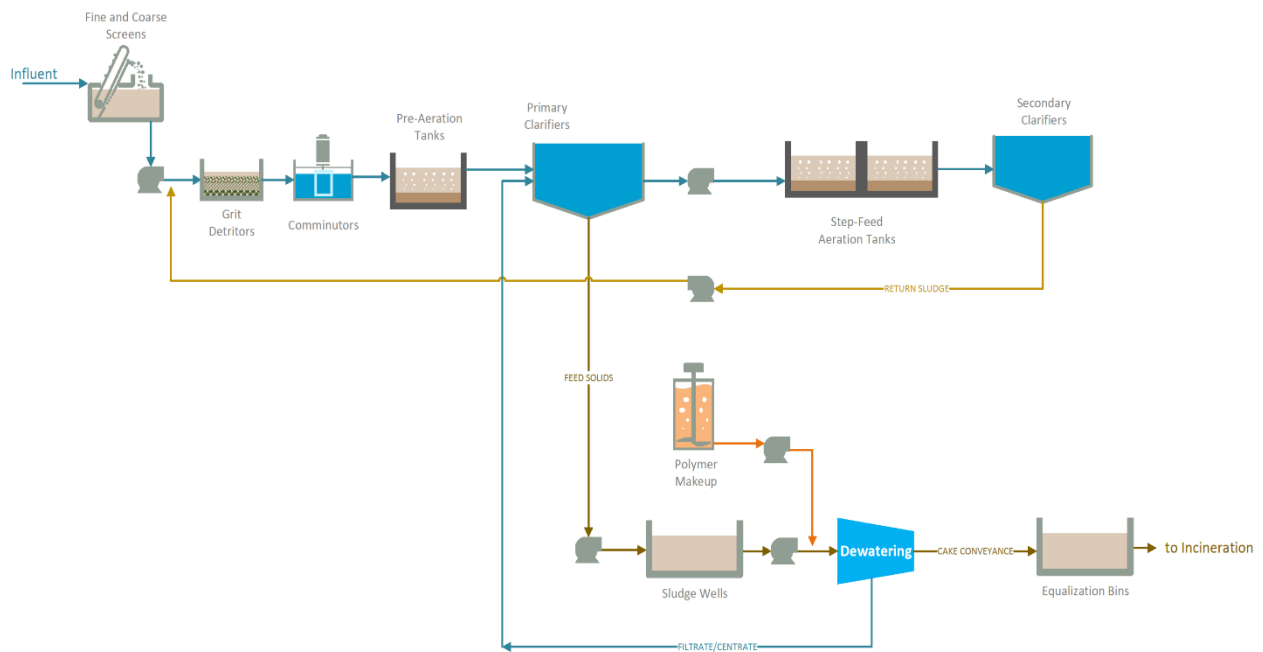 Fine and Coarse
Screens
Influent
Pre-Aeration
Tanks
Primary
Clarifiers
Secondary
Clarifiers
Grit
Detritors
Comminutors
Step-Feed
Aeration Tanks
RETURN SLUDGE
FEED SOLIDS
Polymer
Makeup
Dewatering
CAKE CONVEYANCE
to Incineration
Sludge Wells
Equalization Bins
FILTRATE/CENTRATE